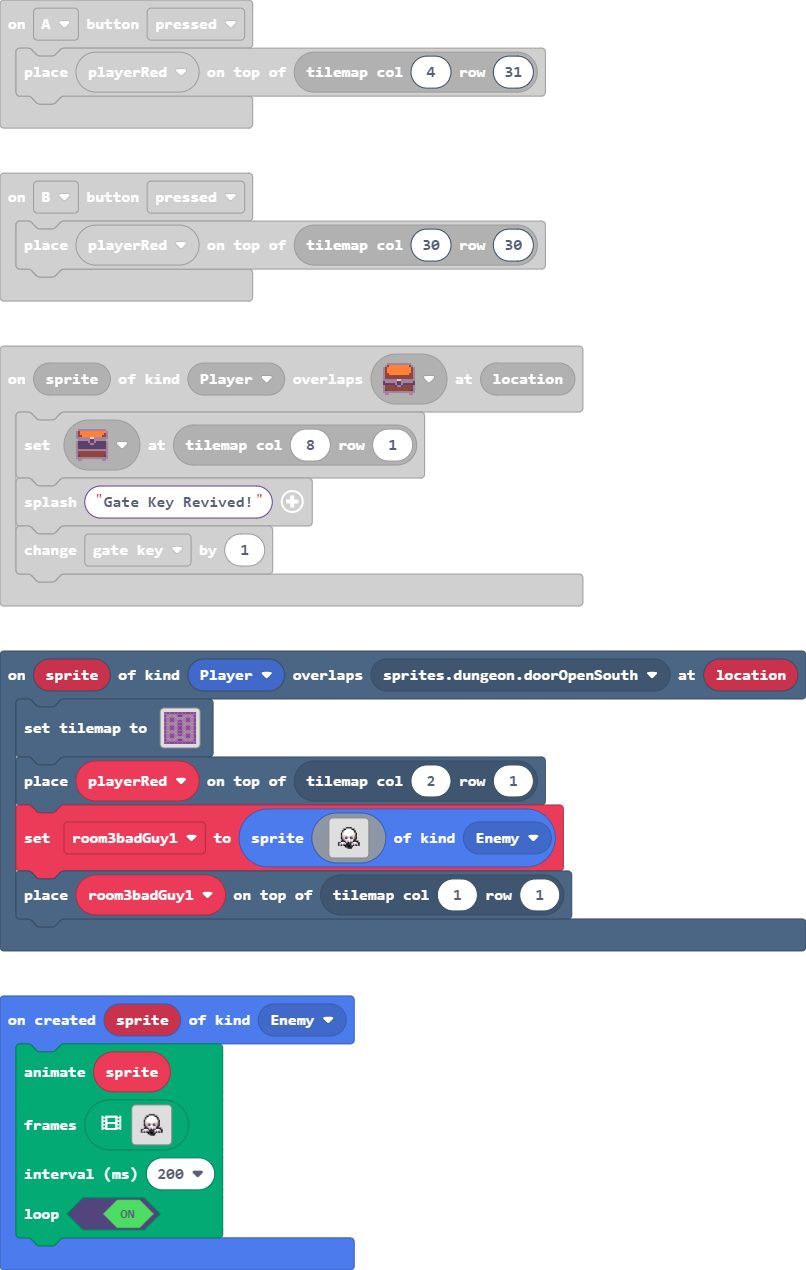 on A button pressed
place playerRed on top of tilemap col 4 row 31
on B button pressed
place playerRed on top of tilemap col 30 row 30
on sprite of kind Player overlaps at location
set at tilemap col 8 row 1
splash "Gate Key Revived!"
change gate key by 1
on sprite of kind Player overlaps sprites.dungeon.doorOpenSouth at location
set tilemap to
place playerRed on top of tilemap col 2 row 1
set room3badGuy1 to sprite of kind Enemy
place room3badGuy1 on top of tilemap col 1 row 1
on created sprite of kind Enemy
animate sprite
frames
interval (ms) 200
loop ON